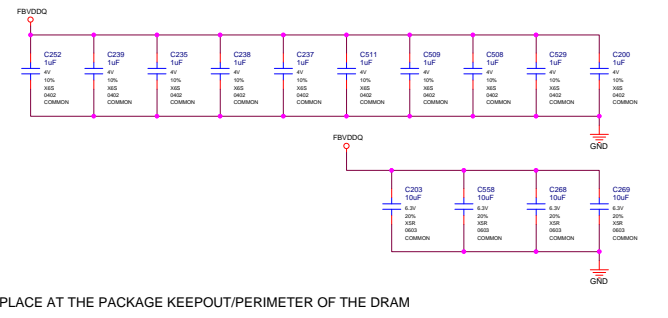 FBVDDQ
C252 C239 C235 C238 C237 C511 C509 C508 C529 C200
1uF 1uF 1uF 1uF 1uF 1uF 1uF 1uF 1uF 1uF
4V 4V 4V 4V 4V 4V 4V 4V 4V 4V
10% 10% 10% 10% 10% 10% 10% 10% 10% 10%
X6S X6S X6S X6S X6S X6S X6S X6S X6S X6S
0402 0402 0402 0402 0402 0402 0402 0402 0402 0402
COMMON COMMON COMMON COMMON COMMON COMMON COMMON COMMON COMMON COMMON
FBVDDQ
GND
C203 C558 C268 C269
10uF 10uF 10uF 10uF
6.3V 6.3V 6.3V 6.3V
20% 20% 20% 20%
X5R X5R X5R X5R
0603 0603 0603 0603
COMMON COMMON COMMON COMMON
GND
PLACE AT THE PACKAGE KEEPOUT/PERIMETER OF THE DRAM